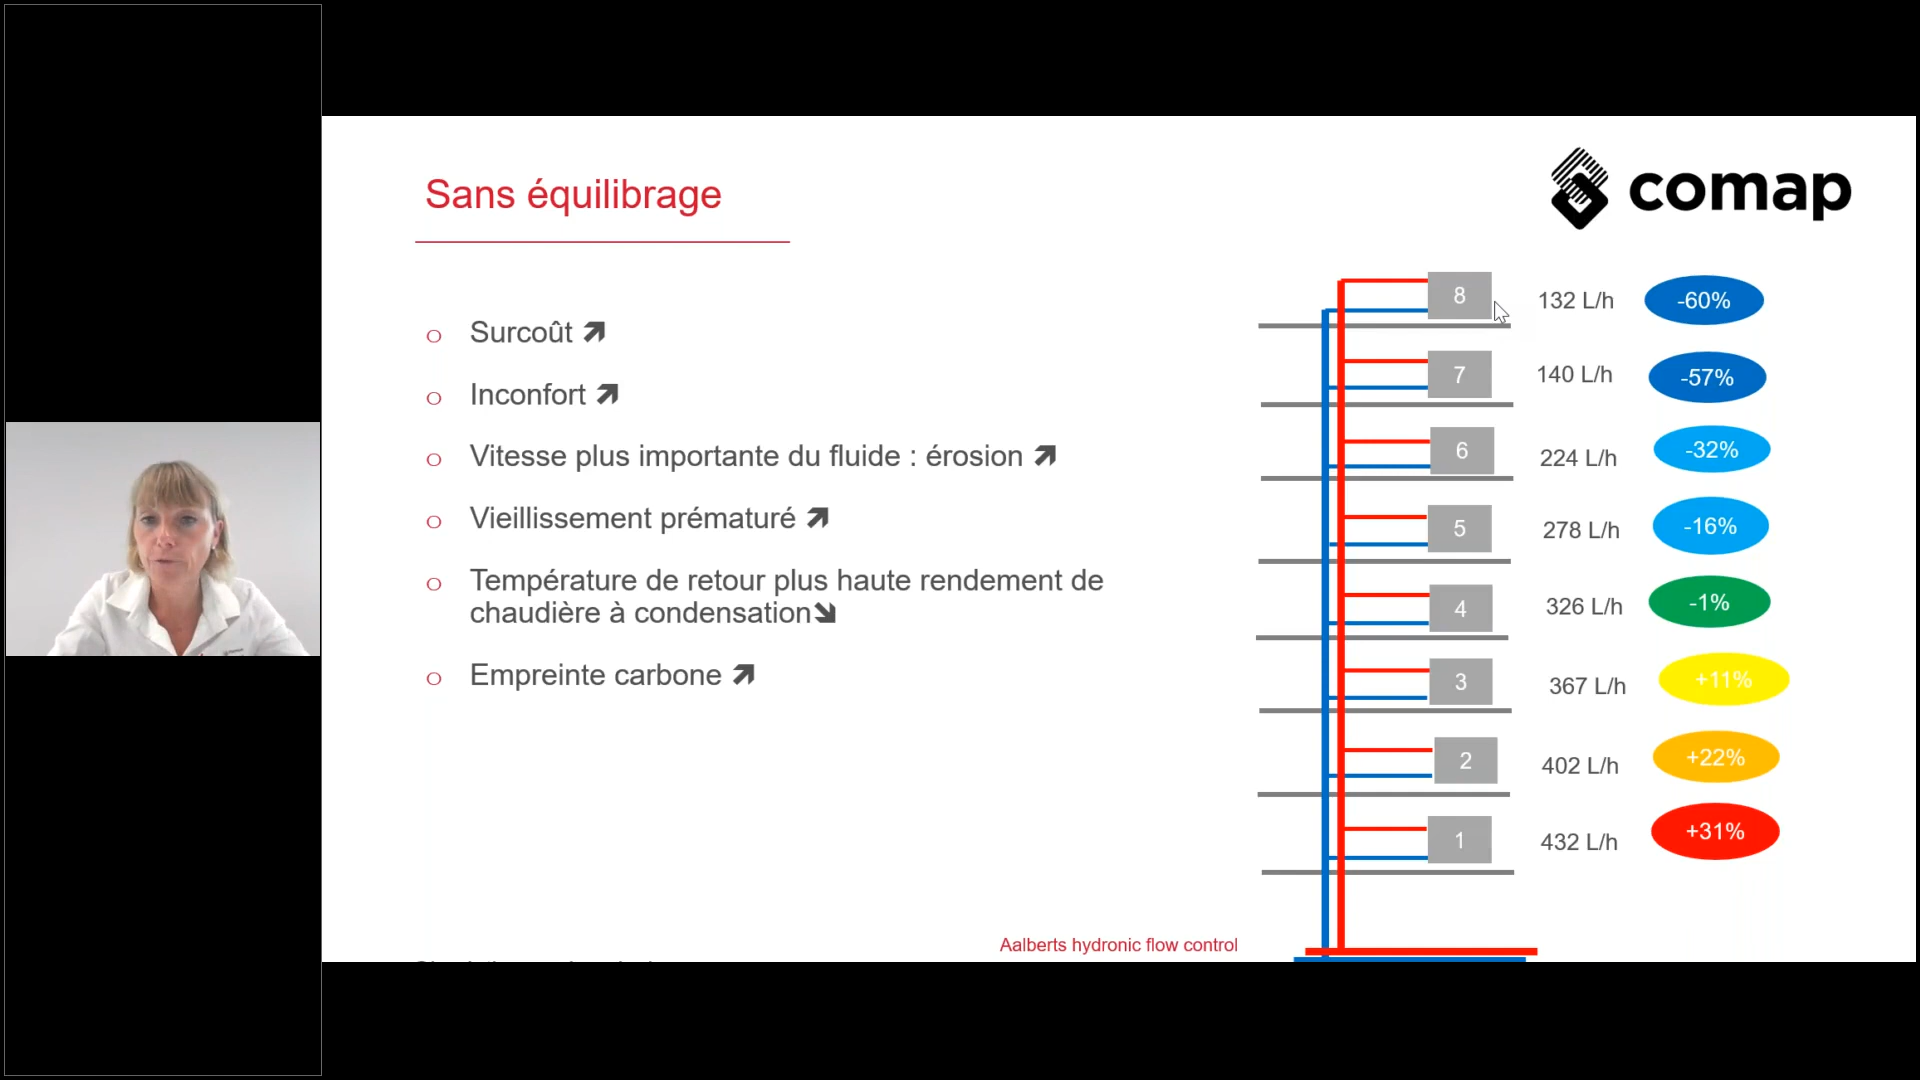 Sans équilibrage
comap
o Surcoût ↗
o Inconfort ↗
o Vitesse plus importante du fluide : érosion ↗
o Vieillissement prématuré ↗
o Température de retour plus haute rendement de
chaudière à condensation↘
o Empreinte carbone ↗
8 132 L/h -60%
7 140 L/h -57%
6 224 L/h -32%
5 278 L/h -16%
4 326 L/h -1%
3 367 L/h +11%
2 402 L/h +22%
1 432 L/h +31%
Aalberts hydronic flow control